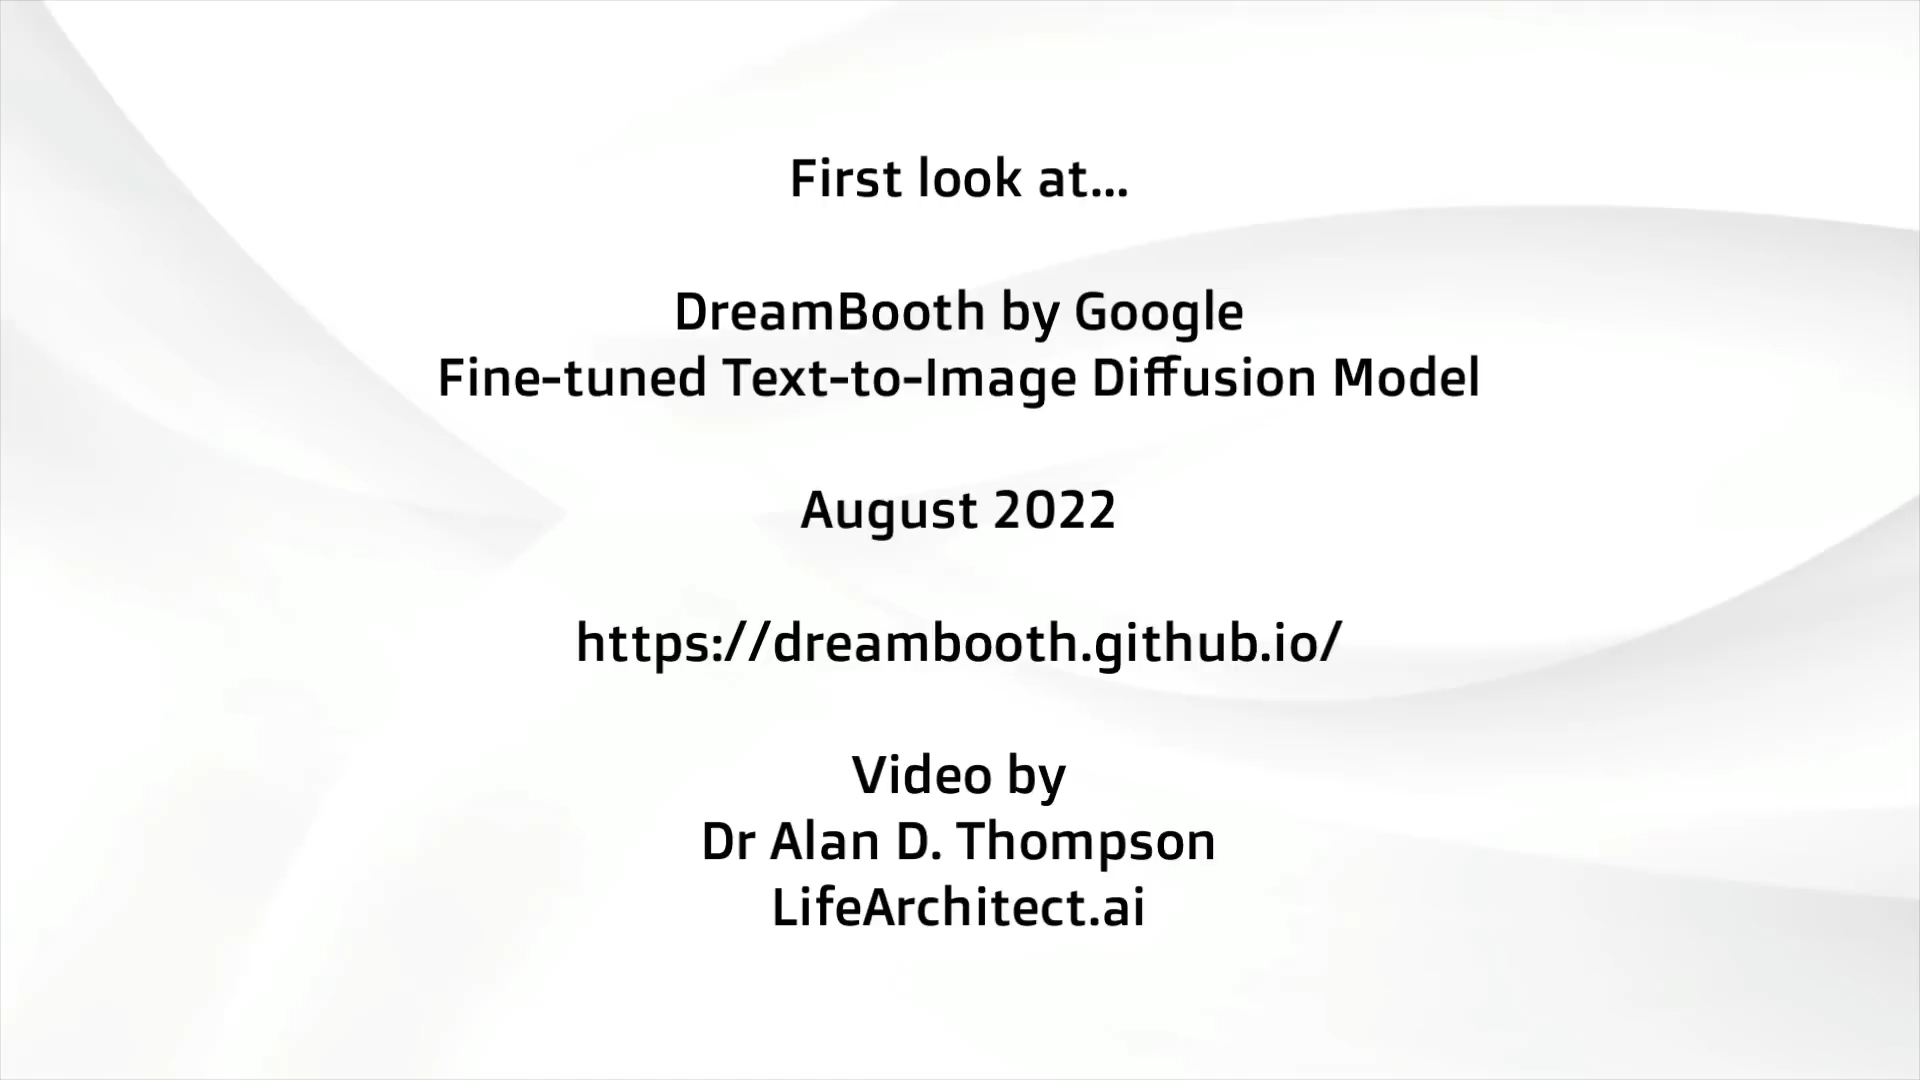 First look at...
DreamBooth by Google
Fine-tuned Text-to-Image Diffusion Model
August 2022
https://dreambooth.github.io/
Video by
Dr Alan D. Thompson
LifeArchitect.ai